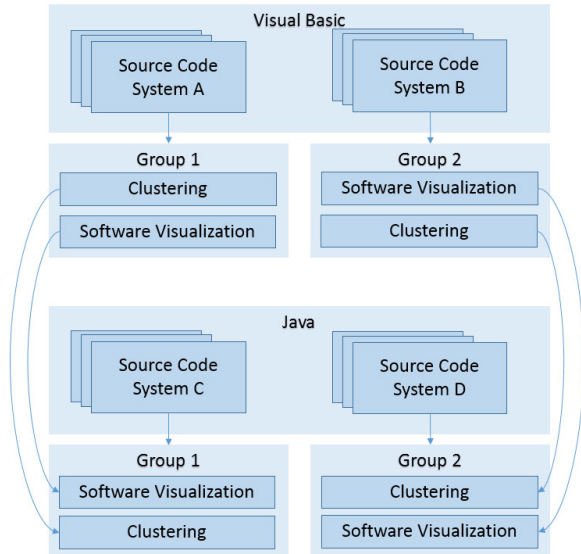 Visual Basic
Source Code
System A
Source Code
System B
Group 1
Clustering
Software Visualization
Group 2
Software Visualization
Clustering
Java
Source Code
System C
Source Code
System D
Group 1
Software Visualization
Clustering
Group 2
Clustering
Software Visualization